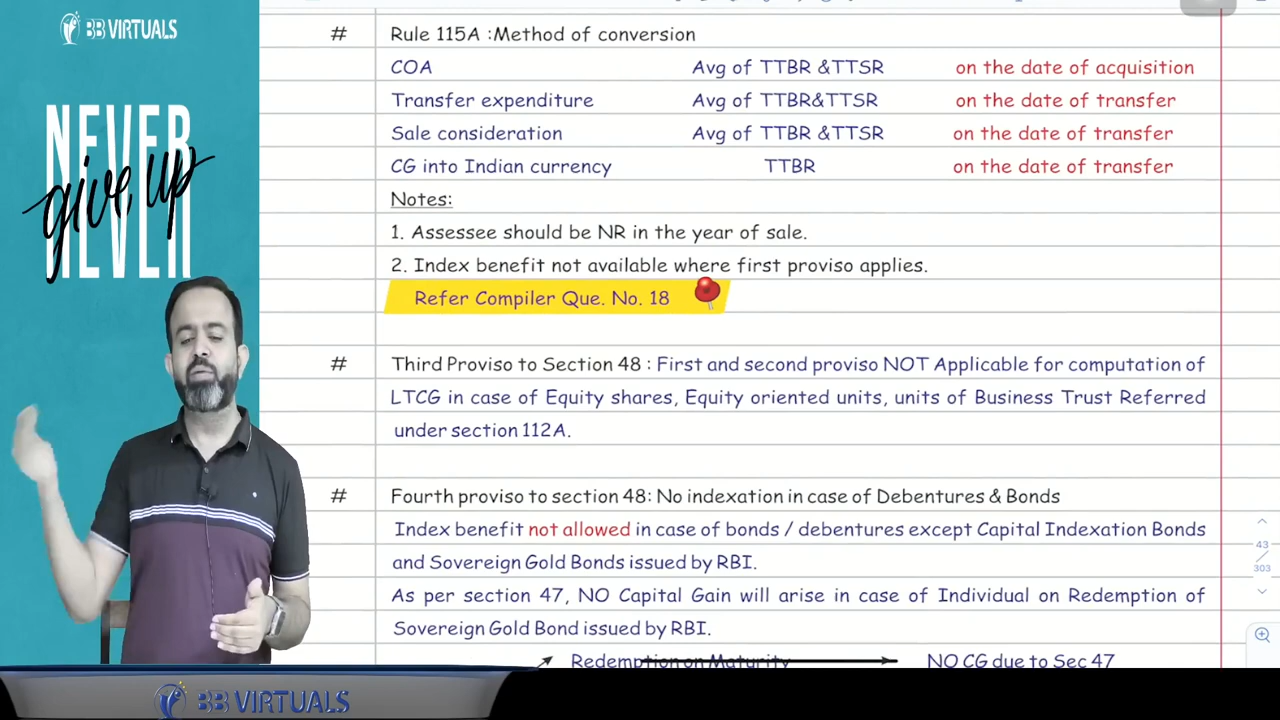 BB VIRTUALS
NEVER
give up
NEVER
# Rule 115A :Method of conversion
COA Avg of TTBR &TTSR on the date of acquisition
Transfer expenditure Avg of TTBR&TTSR on the date of transfer
Sale consideration Avg of TTBR &TTSR on the date of transfer
CG into Indian currency TTBR on the date of transfer
Notes:
1. Assessee should be NR in the year of sale.
2. Index benefit not available where first proviso applies.
Refer Compiler Que. No. 18
# Third Proviso to Section 48 : First and second proviso NOT Applicable for computation of
LTCG in case of Equity shares, Equity oriented units, units of Business Trust Referred
under section 112A.
# Fourth proviso to section 48: No indexation in case of Debentures & Bonds
Index benefit not allowed in case of bonds / debentures except Capital Indexation Bonds
and Sovereign Gold Bonds issued by RBI.
As per section 47, NO Capital Gain will arise in case of Individual on Redemption of
Sovereign Gold Bond issued by RBI.
Redemption on Maturity NO CG due to Sec 47
43
/
303
BB VIRTUALS